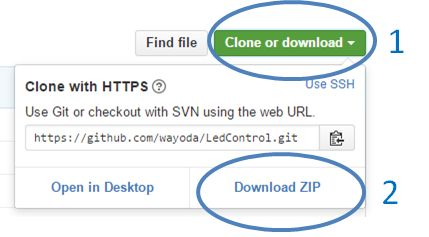 Find file Clone or download 1
Clone with HTTPS ? Use SSH
Use Git or checkout with SVN using the web URL.
https://github.com/wayoda/LedControl.git
Open in Desktop Download ZIP 2